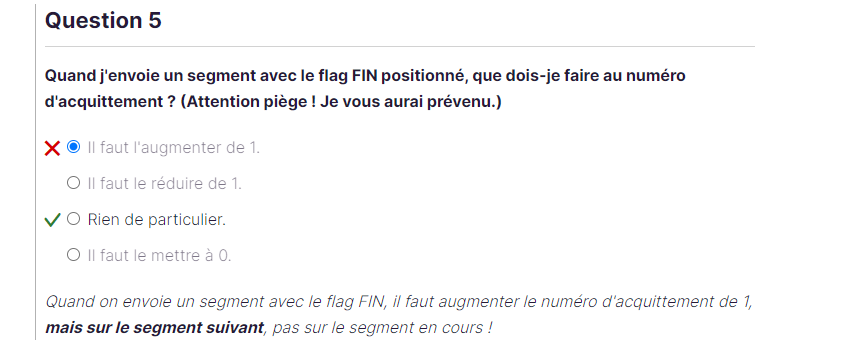 Question 5
Quand j'envoie un segment avec le flag FIN positionné, que dois-je faire au numéro
d'acquittement ? (Attention piège ! Je vous aurai prévenu.)
Il faut l'augmenter de 1.
Il faut le réduire de 1.
Rien de particulier.
Il faut le mettre à 0.
Quand on envoie un segment avec le flag FIN, il faut augmenter le numéro d'acquittement de 1,
mais sur le segment suivant, pas sur le segment en cours !